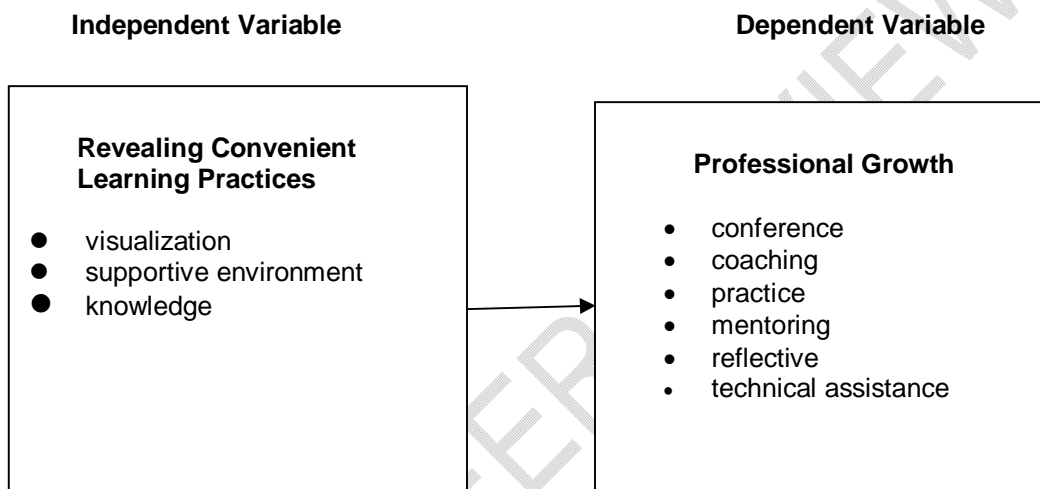 Independent Variable
Dependent Variable
Revealing Convenient
Learning Practices
● visualization
● supportive environment
● knowledge
Professional Growth
• conference
• coaching
• practice
• mentoring
• reflective
• technical assistance